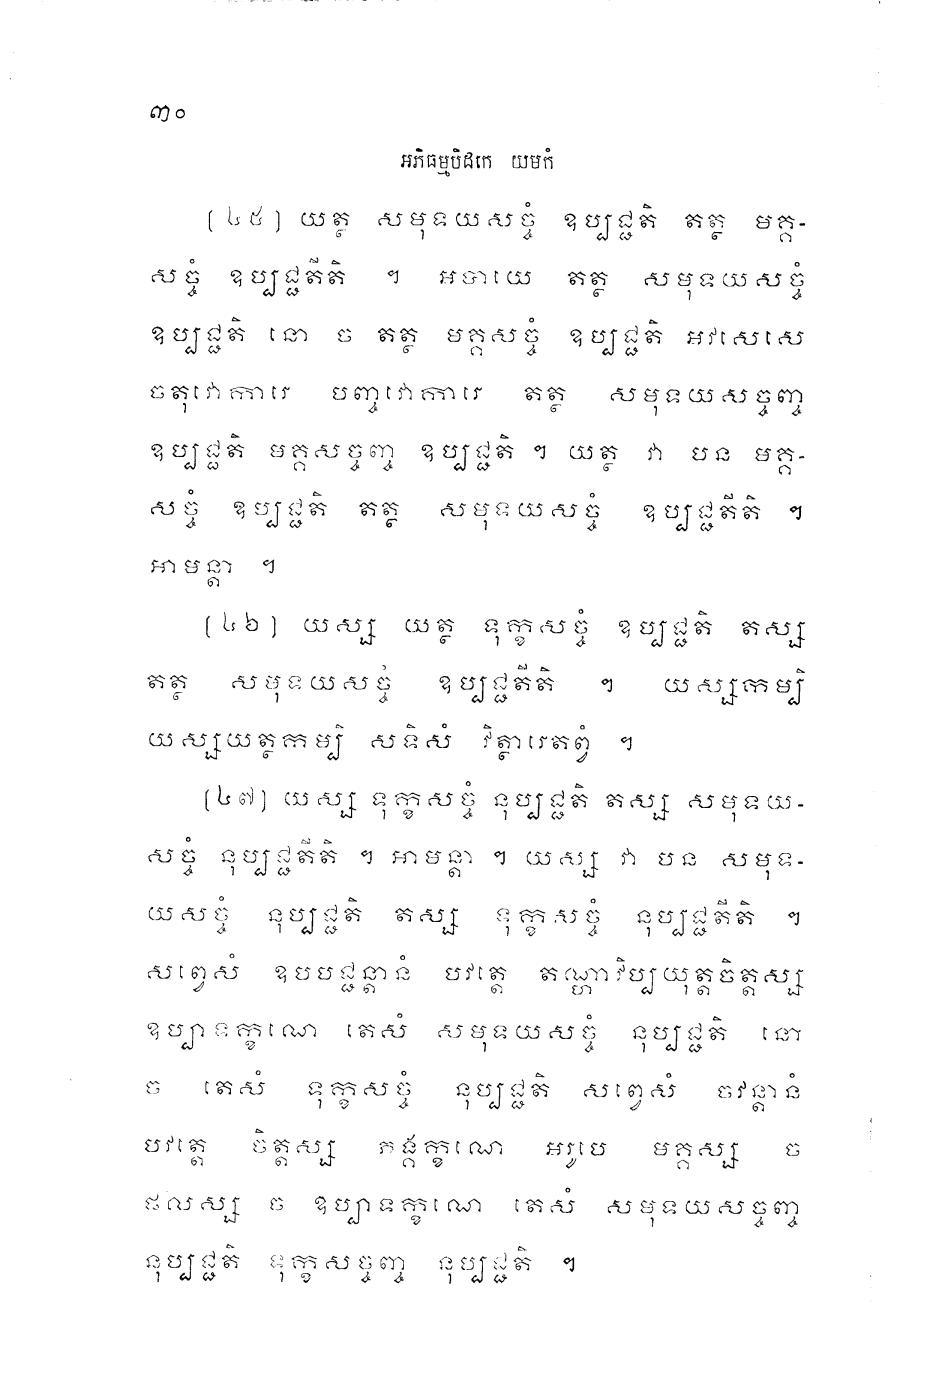 ៣០
អភិធម្មបិដកេ យមកំ
(៤៥) យត្ថ សមុទយសច្ចំ ឧប្បជ្ជតិ តត្ថ មគ្គ-
សច្ចំ ឧប្បជ្ជតីតិ ។ អបាយេ តត្ថ សមុទយសច្ចំ
ឧប្បជ្ជតិ នោ ច តត្ថ មគ្គសច្ចំ ឧប្បជ្ជតិ អវសេសេ
ចតុវោការេ បញ្ចវោការេ តត្ថ សមុទយសច្ចញ្ច
ឧប្បជ្ជតិ មគ្គសច្ចញ្ច ឧប្បជ្ជតិ ។ យត្ថ វា បន មគ្គ-
សច្ចំ ឧប្បជ្ជតិ តត្ថ សមុទយសច្ចំ ឧប្បជ្ជតីតិ ។
អាមន្តា ។
(៤៦) យស្ស យត្ថ ទុក្ខសច្ចំ ឧប្បជ្ជតិ តស្ស
តត្ថ សមុទយសច្ចំ ឧប្បជ្ជតីតិ ។ យស្សកម្បិ
យស្សយត្ថកម្បិ សទិសំ វិត្ថារេតព្វំ ។
(៤៧) យស្ស ទុក្ខសច្ចំ នុប្បជ្ជតិ តស្ស សមុទយ-
សច្ចំ នុប្បជ្ជតីតិ ។ អាមន្តា ។ យស្ស វា បន សមុទ-
យសច្ចំ នុប្បជ្ជតិ តស្ស ទុក្ខសច្ចំ នុប្បជ្ជតីតិ ។
សព្វេសំ ឧបបជ្ជន្តានំ បវត្តេ តណ្ហាវិប្បយុត្តចិត្តស្ស
ឧប្បាទក្ខណេ តេសំ សមុទយសច្ចំ នុប្បជ្ជតិ នោ
ច តេសំ ទុក្ខសច្ចំ នុប្បជ្ជតិ សព្វេសំ ចវន្តានំ
បវត្តេ ចិត្តស្ស ភង្គក្ខណេ អរូបេ មគ្គស្ស ច
ផលស្ស ច ឧប្បាទក្ខណេ តេសំ សមុទយសច្ចញ្ច
នុប្បជ្ជតិ ទុក្ខសច្ចញ្ច នុប្បជ្ជតិ ។